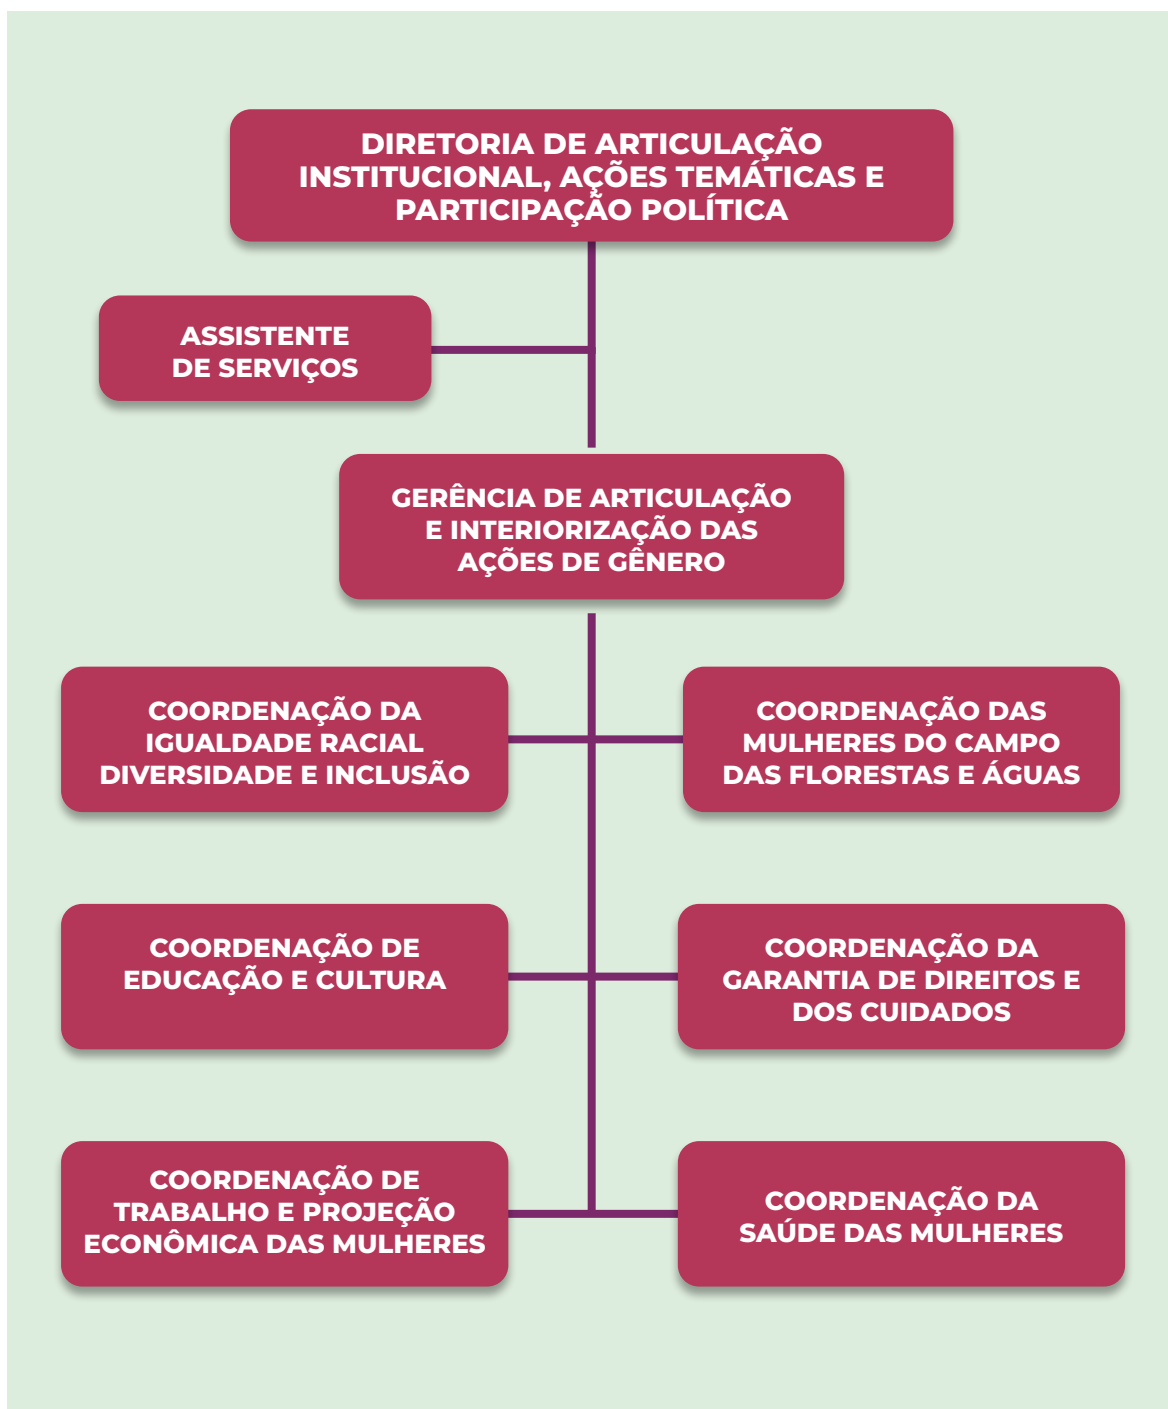 DIRETORIA DE ARTICULAÇÃO
INSTITUCIONAL, AÇÕES TEMÁTICAS E
PARTICIPAÇÃO POLÍTICA
ASSISTENTE
DE SERVIÇOS
GERÊNCIA DE ARTICULAÇÃO
E INTERIORIZAÇÃO DAS
AÇÕES DE GÊNERO
COORDENAÇÃO DA
IGUALDADE RACIAL
DIVERSIDADE E INCLUSÃO
COORDENAÇÃO DAS
MULHERES DO CAMPO
DAS FLORESTAS E ÁGUAS
COORDENAÇÃO DE
EDUCAÇÃO E CULTURA
COORDENAÇÃO DA
GARANTIA DE DIREITOS E
DOS CUIDADOS
COORDENAÇÃO DE
TRABALHO E PROJEÇÃO
ECONÔMICA DAS MULHERES
COORDENAÇÃO DA
SAÚDE DAS MULHERES